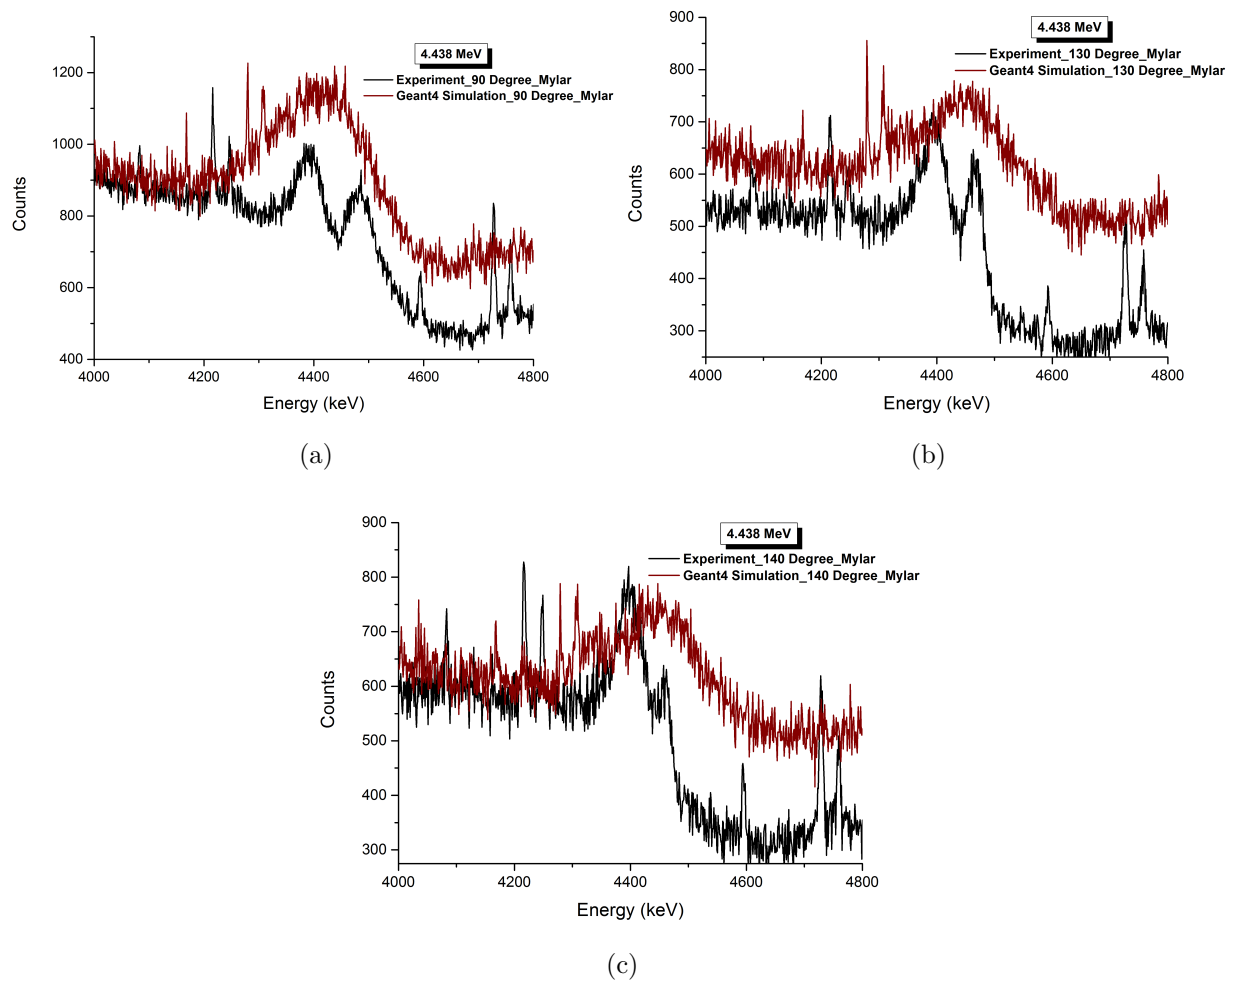 4.438 MeV
Experiment_90 Degree_Mylar
Geant4 Simulation_90 Degree_Mylar
1200
1000
800
600
400
Counts
4000 4200 4400 4600 4800
Energy (keV)
(a)
4.438 MeV
Experiment_130 Degree_Mylar
Geant4 Simulation_130 Degree_Mylar
900
800
700
600
500
400
300
Counts
4000 4200 4400 4600 4800
Energy (keV)
(b)
4.438 MeV
Experiment_140 Degree_Mylar
Geant4 Simulation_140 Degree_Mylar
900
800
700
600
500
400
300
Counts
4000 4200 4400 4600 4800
Energy (keV)
(c)